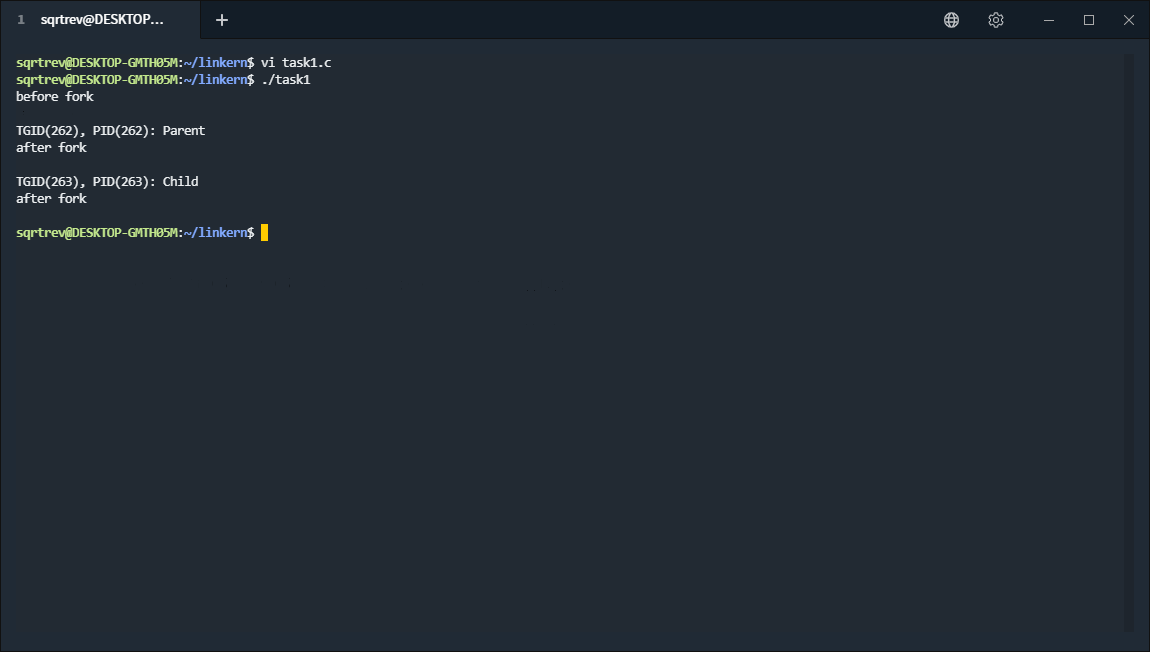 1 sqrtrev@DESKTOP...
sqrtrev@DESKTOP-GMTH05M:~/linkern$ vi task1.c
sqrtrev@DESKTOP-GMTH05M:~/linkern$ ./task1
before fork
TGID(262), PID(262): Parent
after fork
TGID(263), PID(263): Child
after fork
sqrtrev@DESKTOP-GMTH05M:~/linkern$